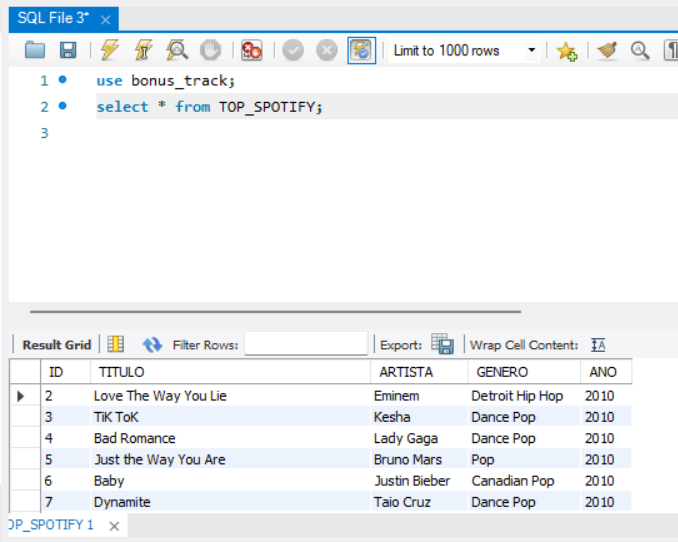 SQL File 3*
Limit to 1000 rows
1 use bonus_track;
2 select * from TOP_SPOTIFY;
3
Result Grid Filter Rows: Export: Wrap Cell Content: IA
ID TITULO ARTISTA GENERO ANO
2 Love The Way You Lie Eminem Detroit Hip Hop 2010
3 TiK ToK Kesha Dance Pop 2010
4 Bad Romance Lady Gaga Dance Pop 2010
5 Just the Way You Are Bruno Mars Pop 2010
6 Baby Justin Bieber Canadian Pop 2010
7 Dynamite Taio Cruz Dance Pop 2010
OP_SPOTIFY 1